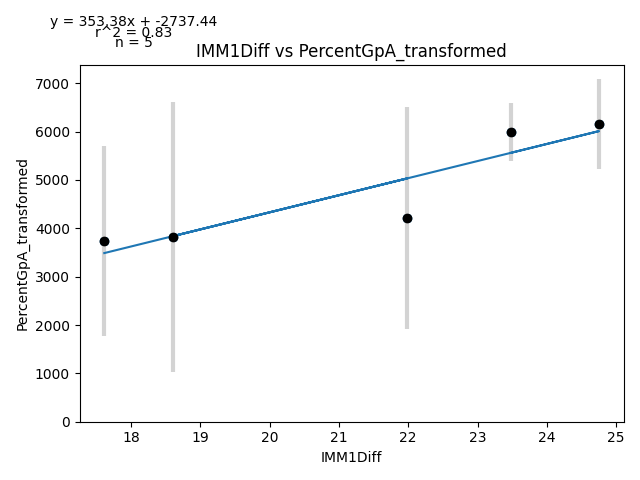 y = 353.38x + -2737.44
r^2 = 0.83
n = 5
IMM1Diff vs PercentGpA_transformed
7000
6000
5000
4000
3000
2000
1000
0
PercentGpA_transformed
18 19 20 21 22 23 24 25
IMM1Diff